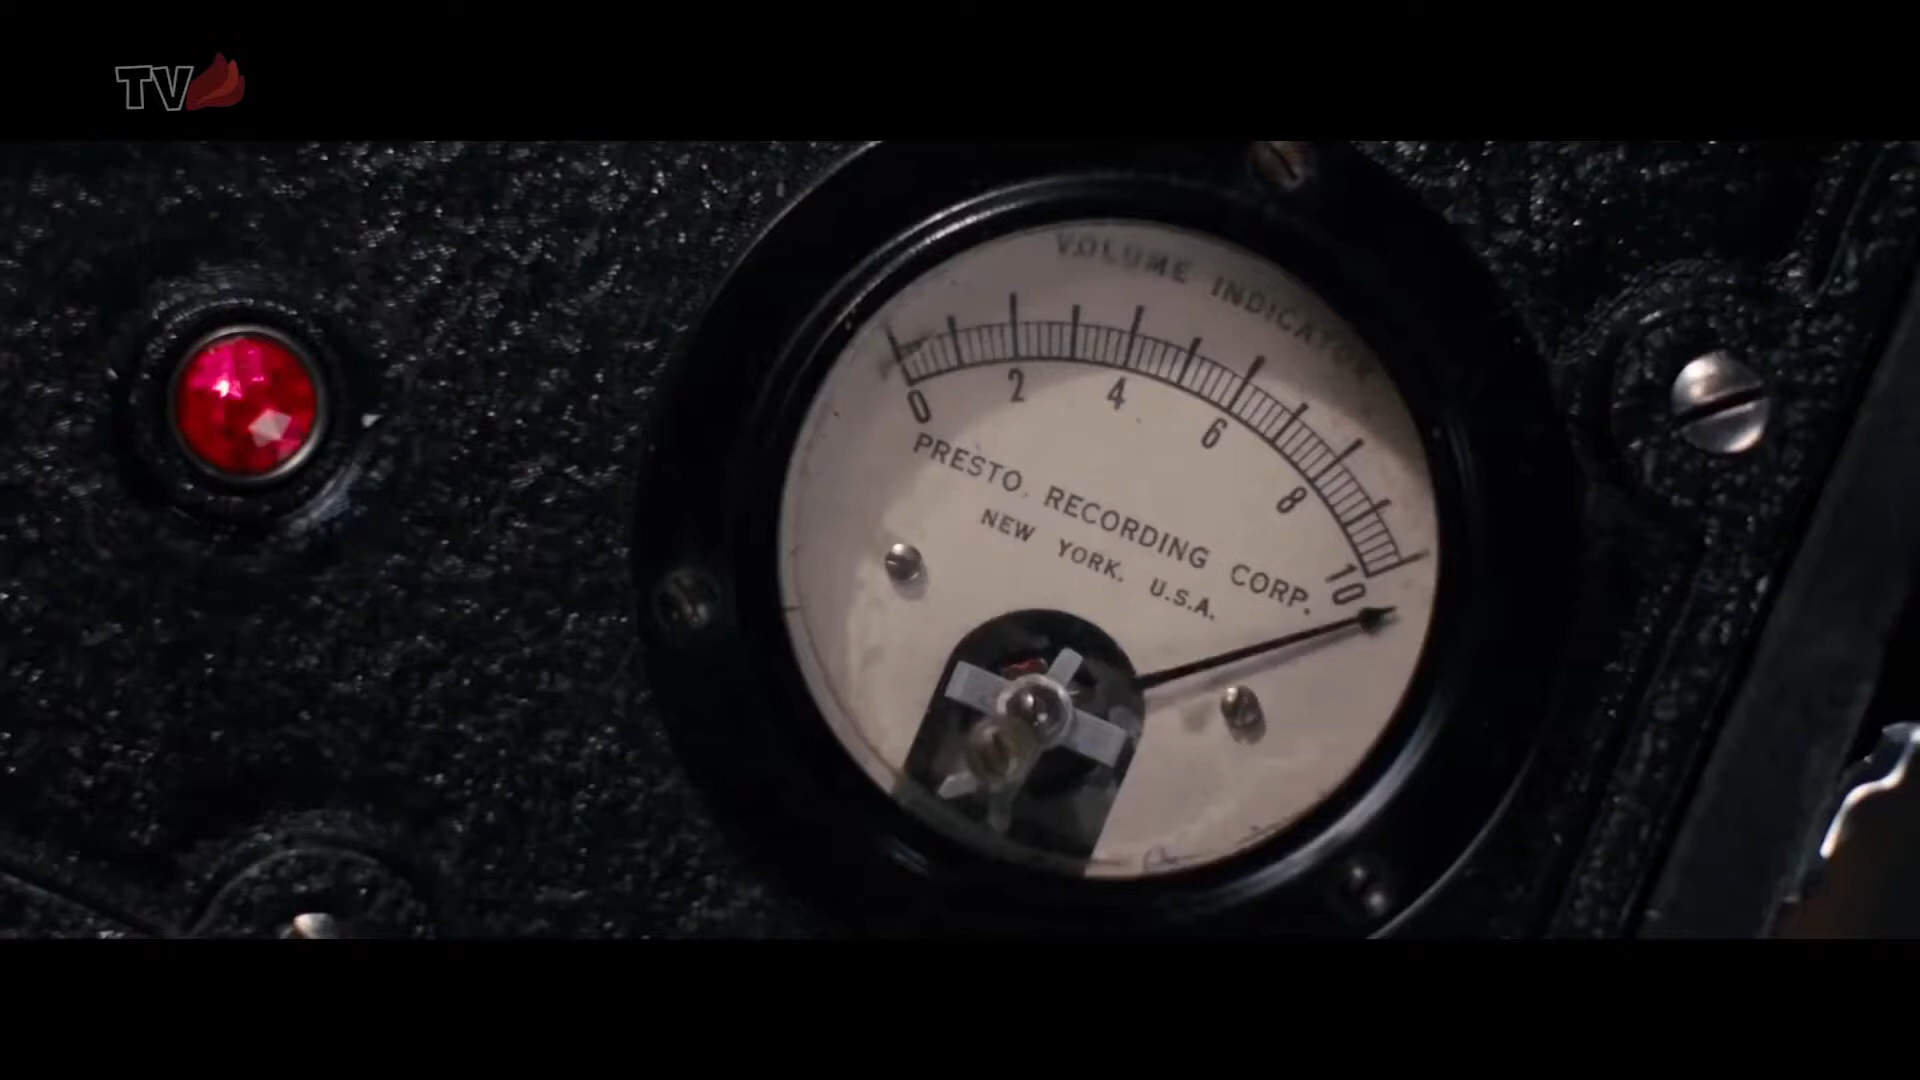 TV
VOLUME INDICATOR
0 2 4 6 8 10
PRESTO RECORDING CORP.
NEW YORK. U.S.A.